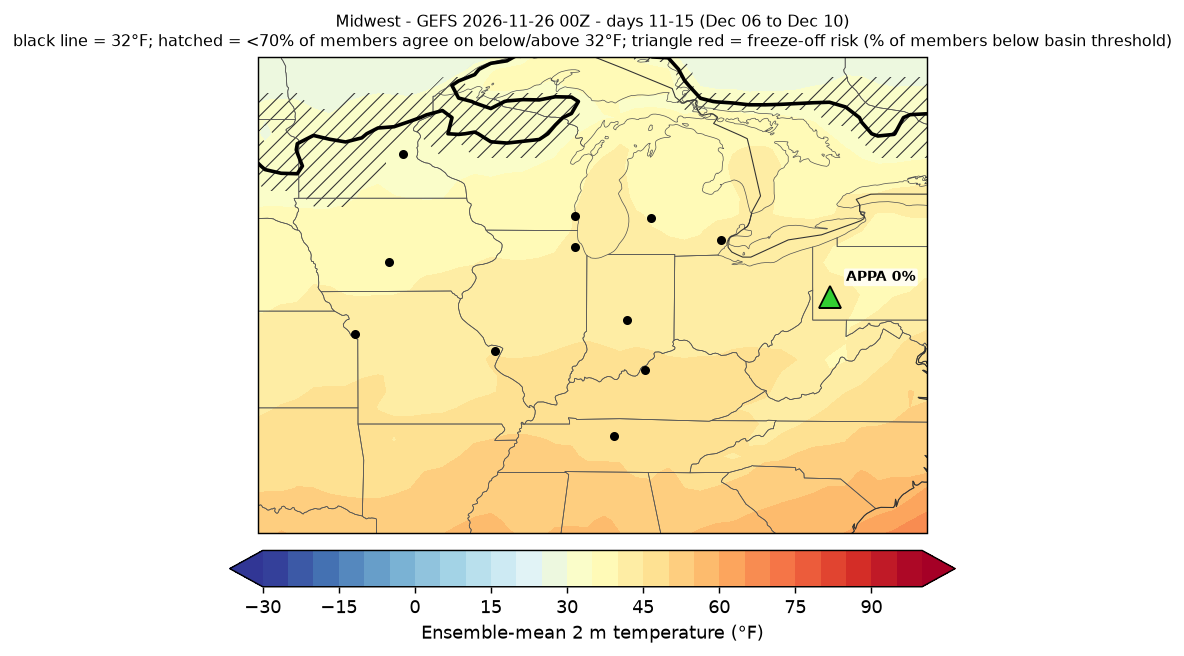 Midwest - GEFS 2026-11-26 00Z - days 11-15 (Dec 06 to Dec 10)
black line = 32°F; hatched = <70% of members agree on below/above 32°F; triangle red = freeze-off risk (% of members below basin threshold)
APPA 0%
−30 −15 0 15 30 45 60 75 90
Ensemble-mean 2 m temperature (°F)